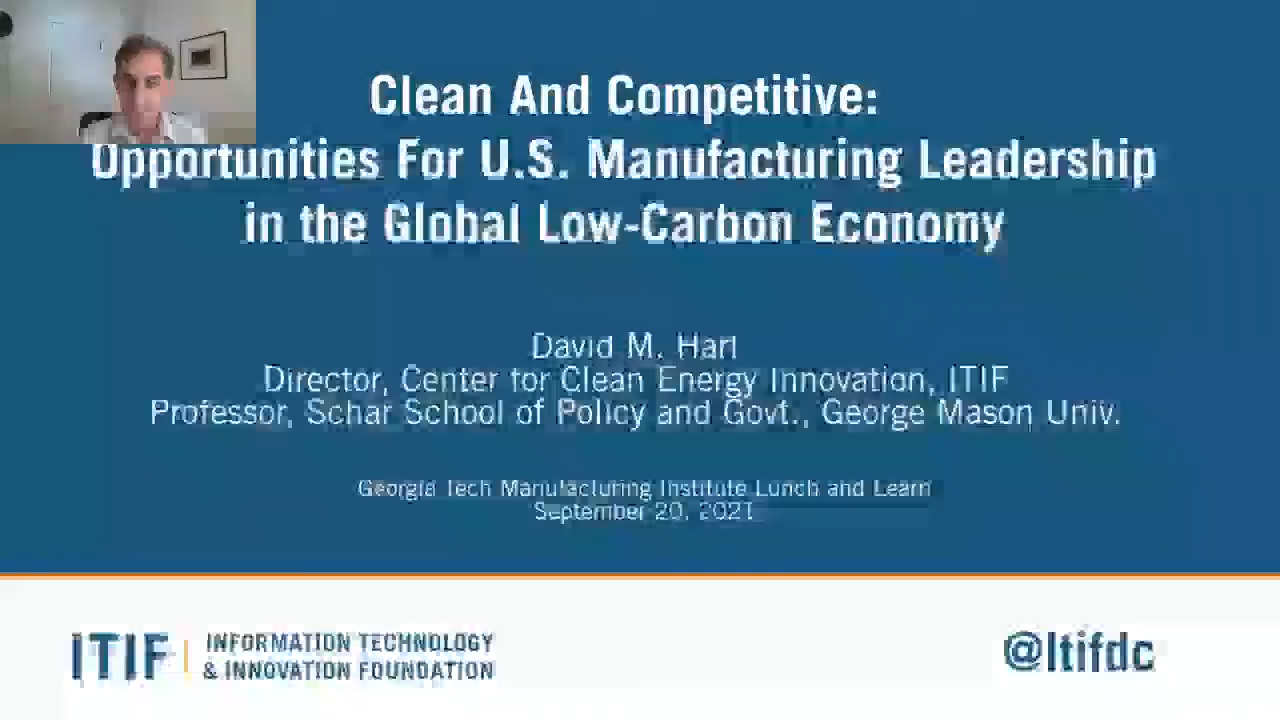 Clean And Competitive:
Opportunities For U.S. Manufacturing Leadership
in the Global Low-Carbon Economy
David M. Hart
Director, Center for Clean Energy Innovation, ITIF
Professor, Schar School of Policy and Govt., George Mason Univ.
Georgia Tech Manufacturing Institute Lunch and Learn
September 20, 2021
ITIF
INFORMATION TECHNOLOGY
& INNOVATION FOUNDATION
@Itifdc